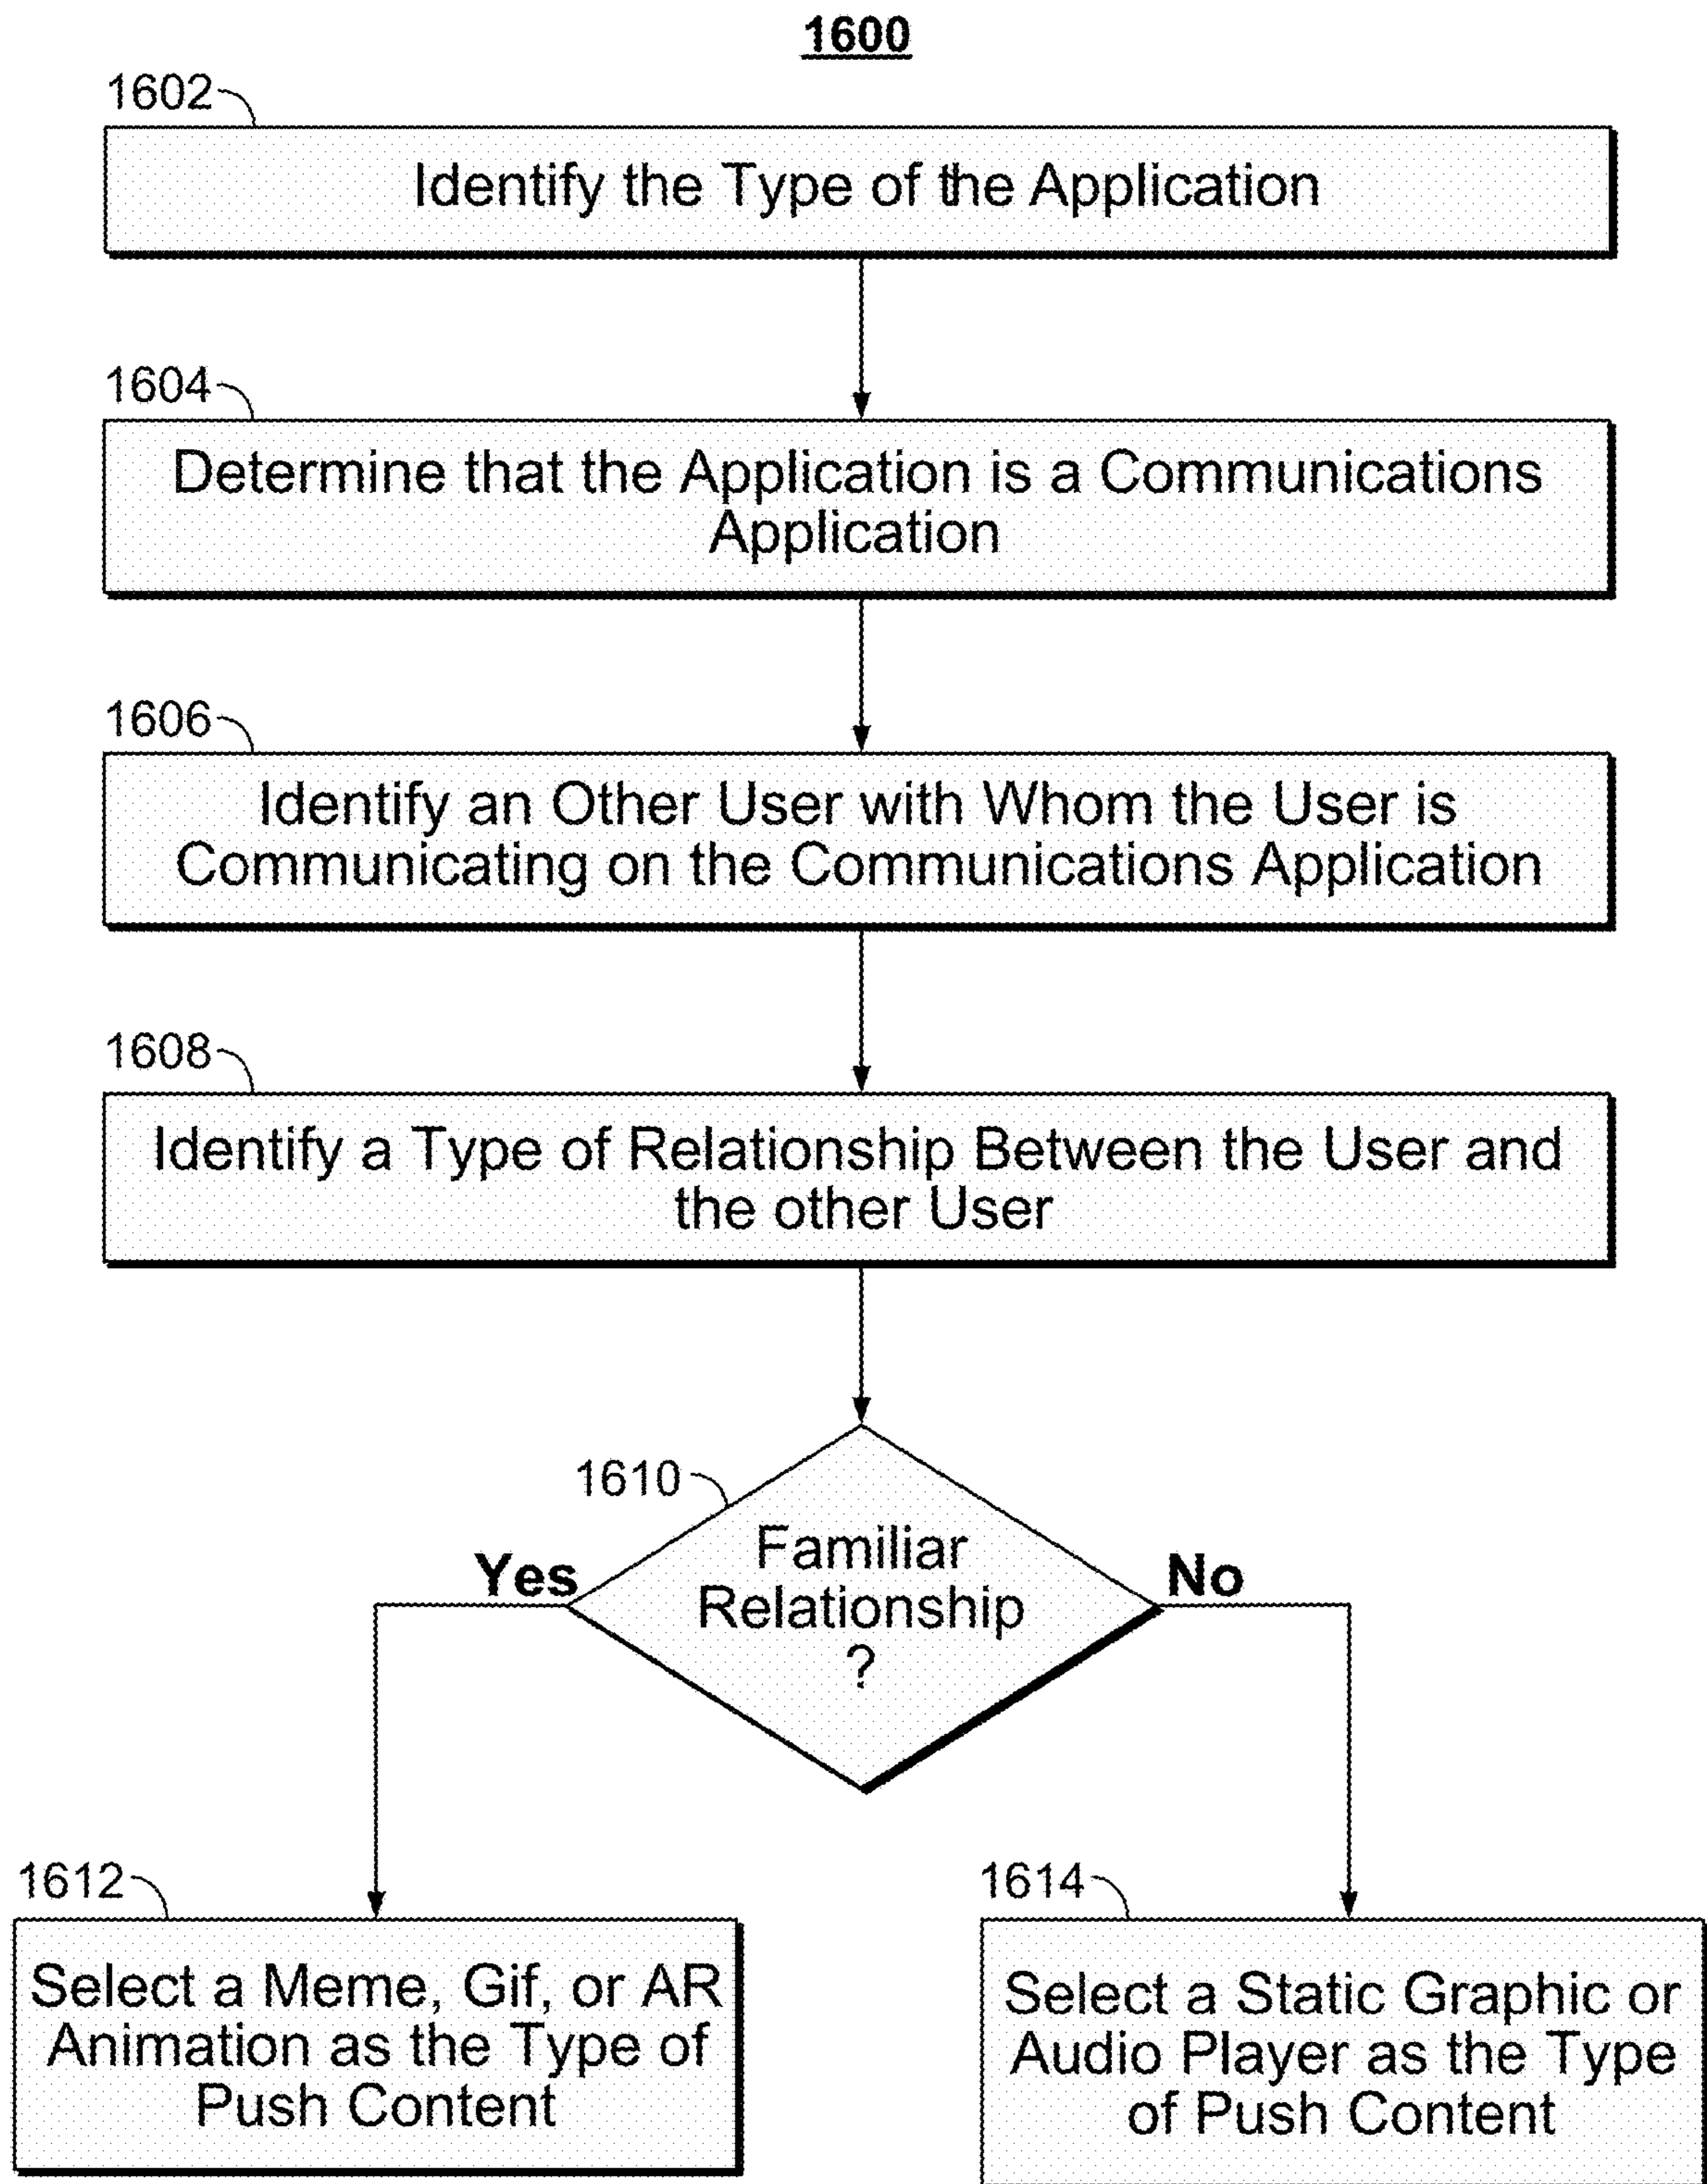 1600
1602
Identify the Type of the Application
1604
Determine that the Application is a Communications
Application
1606
Identify an Other User with Whom the User is
Communicating on the Communications Application
1608
Identify a Type of Relationship Between the User and
the other User
1610
Familiar
Relationship
?
Yes
No
1612
Select a Meme, Gif, or AR
Animation as the Type of
Push Content
1614
Select a Static Graphic or
Audio Player as the Type
of Push Content